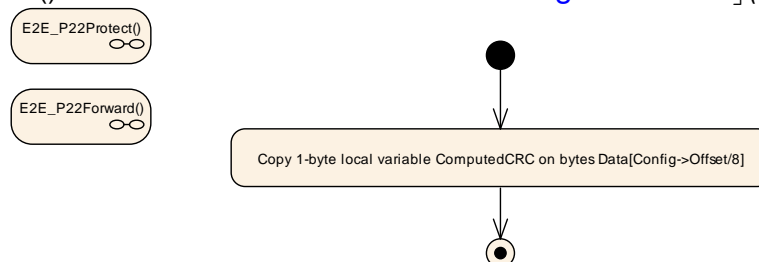 E2E_P22Protect()
E2E_P22Forward()
Copy 1-byte local variable ComputedCRC on bytes Data[Config->Offset/8]